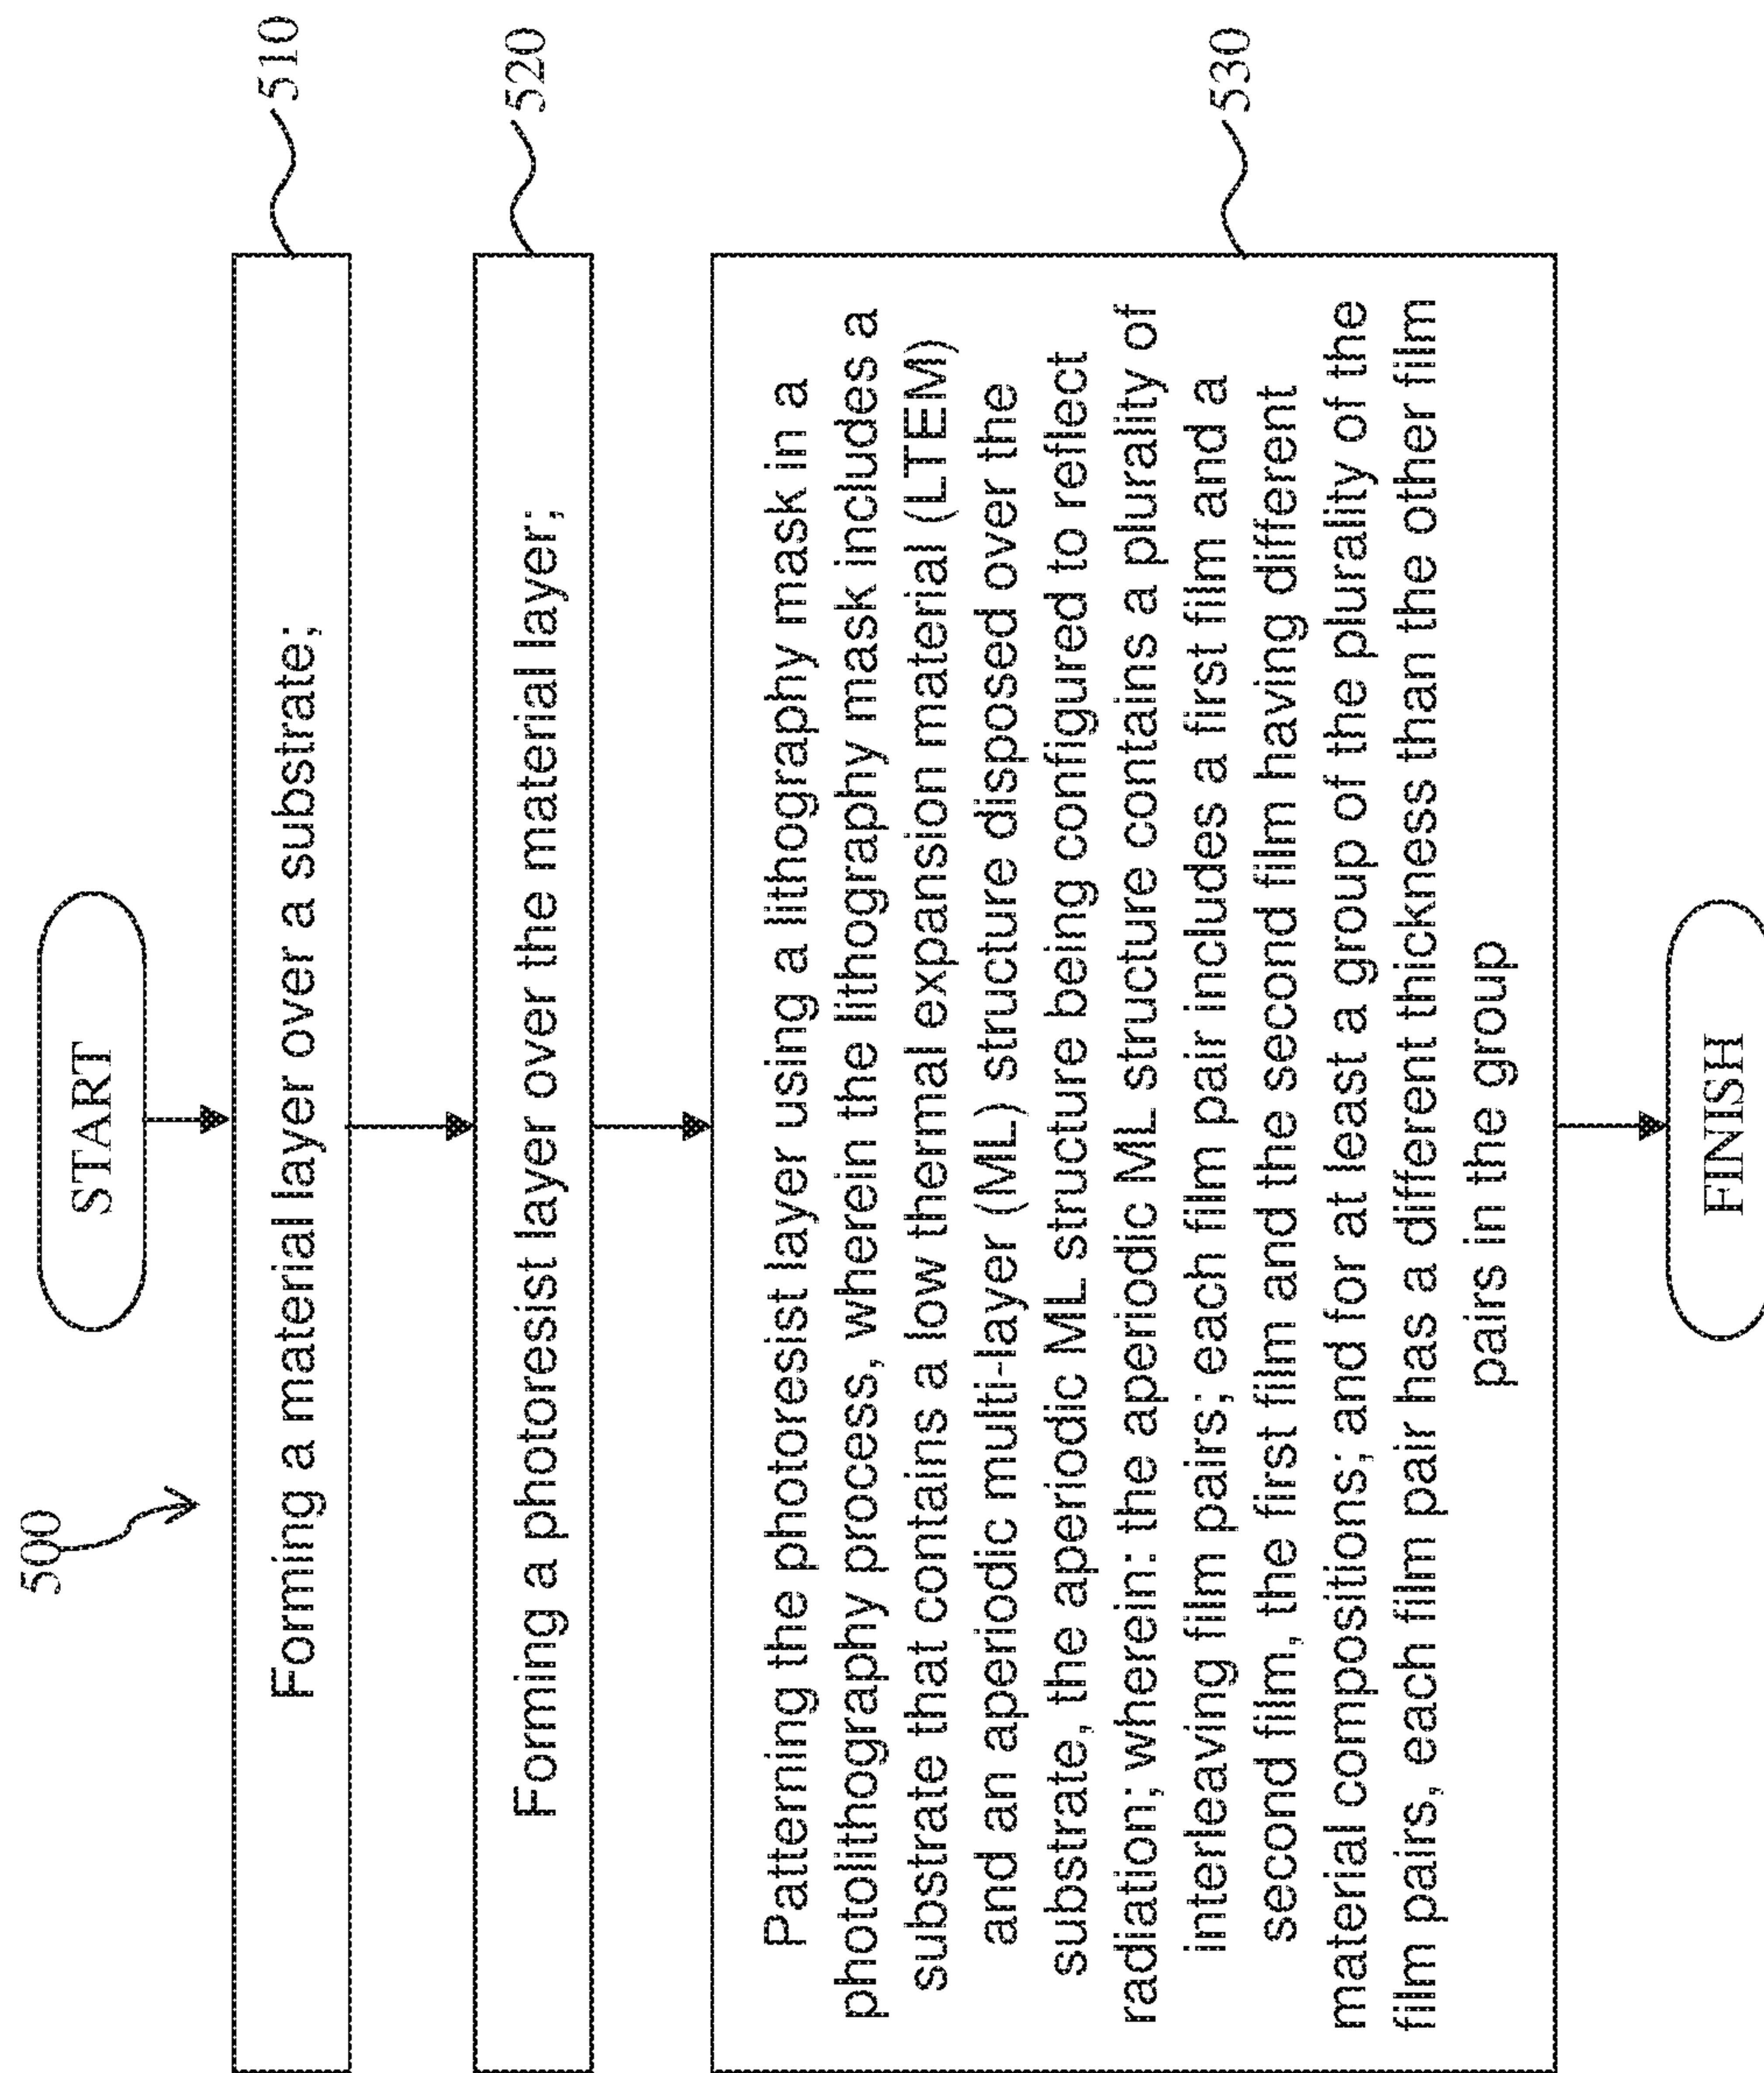 500
START
Forming a material layer over a substrate;
510
Forming a photoresist layer over the material layer;
520
Patterning the photoresist layer using a lithography mask in a
photolithography process, wherein the lithography mask includes a
substrate that contains a low thermal expansion material (LTEM)
and an aperiodic multi-layer (ML) structure disposed over the
substrate, the aperiodic ML structure being configured to reflect
radiation; wherein: the aperiodic ML structure contains a plurality of
interleaving film pairs; each film pair includes a first film and a
second film, the first film and the second film having different
material compositions; and for at least a group of the plurality of the
film pairs, each film pair has a different thickness than the other film
pairs in the group
530
FINISH